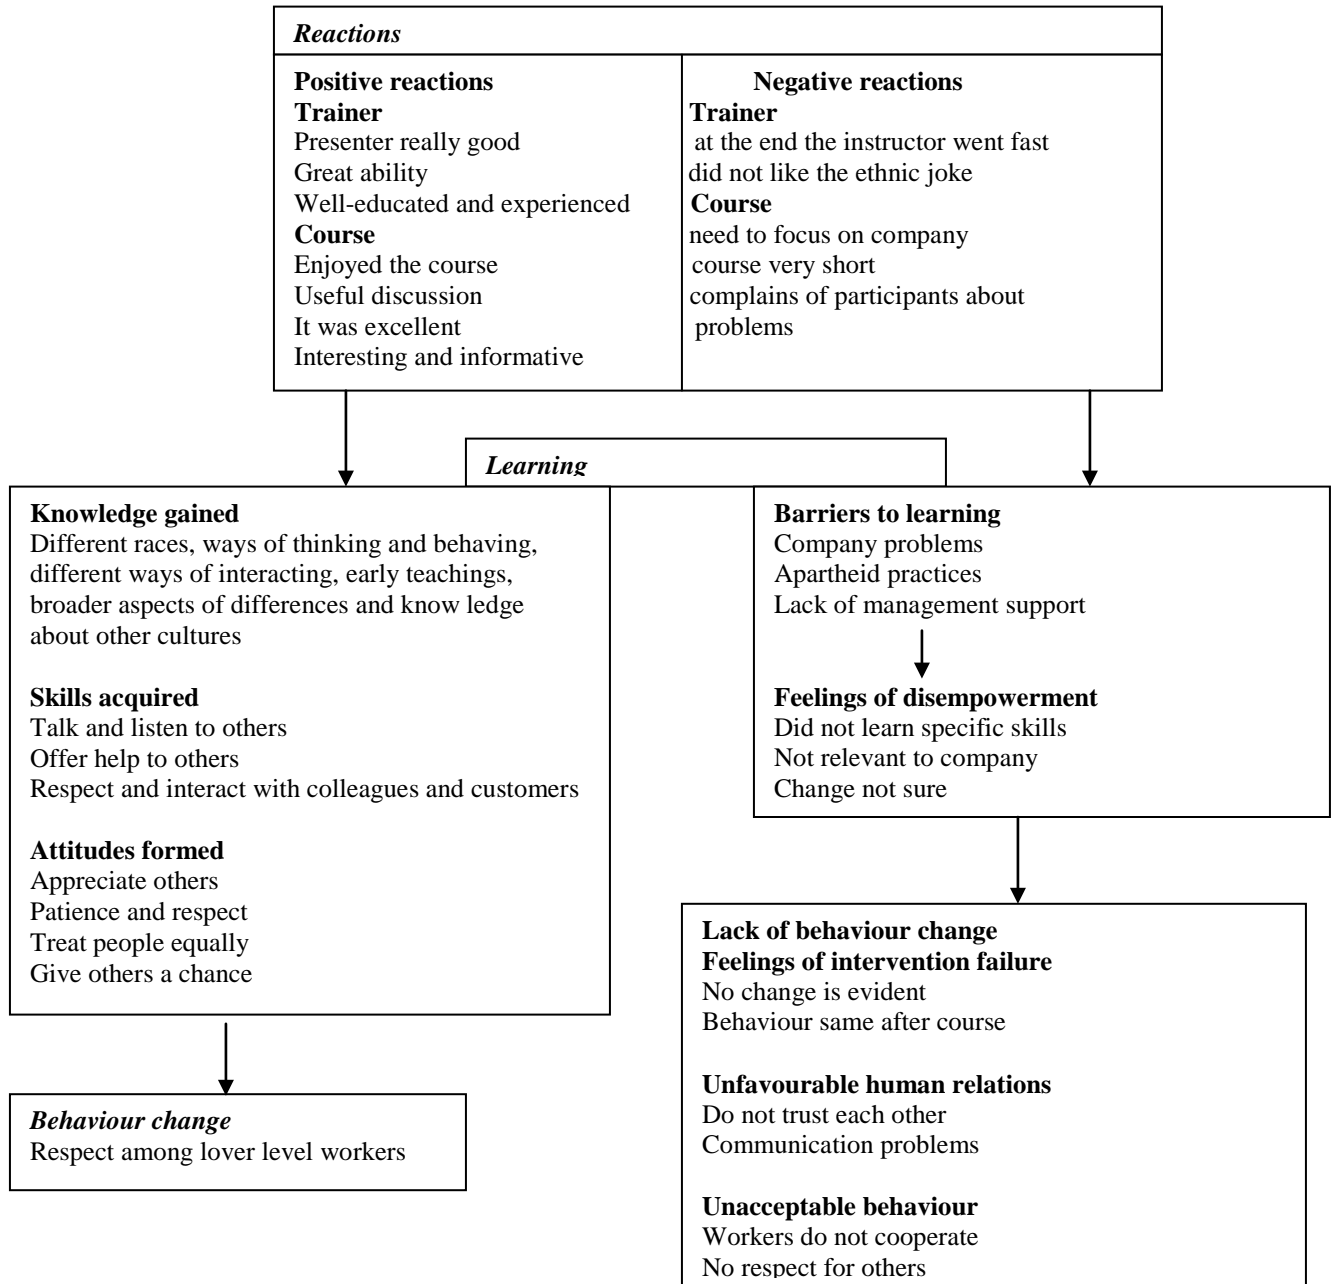 Reactions
Positive reactions
Trainer
Presenter really good
Great ability
Well-educated and experienced
Course
Enjoyed the course
Useful discussion
It was excellent
Interesting and informative
Negative reactions
Trainer
at the end the instructor went fast
did not like the ethnic joke
Course
need to focus on company
course very short
complains of participants about
problems
Learning
Knowledge gained
Different races, ways of thinking and behaving,
different ways of interacting, early teachings,
broader aspects of differences and know ledge
about other cultures
Skills acquired
Talk and listen to others
Offer help to others
Respect and interact with colleagues and customers
Attitudes formed
Appreciate others
Patience and respect
Treat people equally
Give others a chance
Behaviour change
Respect among lover level workers
Barriers to learning
Company problems
Apartheid practices
Lack of management support
Feelings of disempowerment
Did not learn specific skills
Not relevant to company
Change not sure
Lack of behaviour change
Feelings of intervention failure
No change is evident
Behaviour same after course
Unfavourable human relations
Do not trust each other
Communication problems
Unacceptable behaviour
Workers do not cooperate
No respect for others